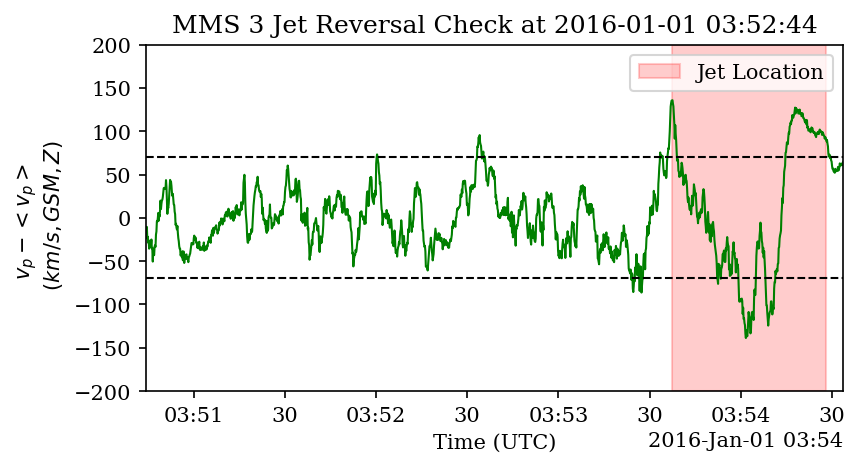 MMS 3 Jet Reversal Check at 2016-01-01 03:52:44
200
150
100
50
0
−50
−100
−150
−200
v_p − < v_p >
(km/s, GSM, Z)
Jet Location
03:51 30 03:52 30 03:53 30 03:54 30
Time (UTC)
2016-Jan-01 03:54